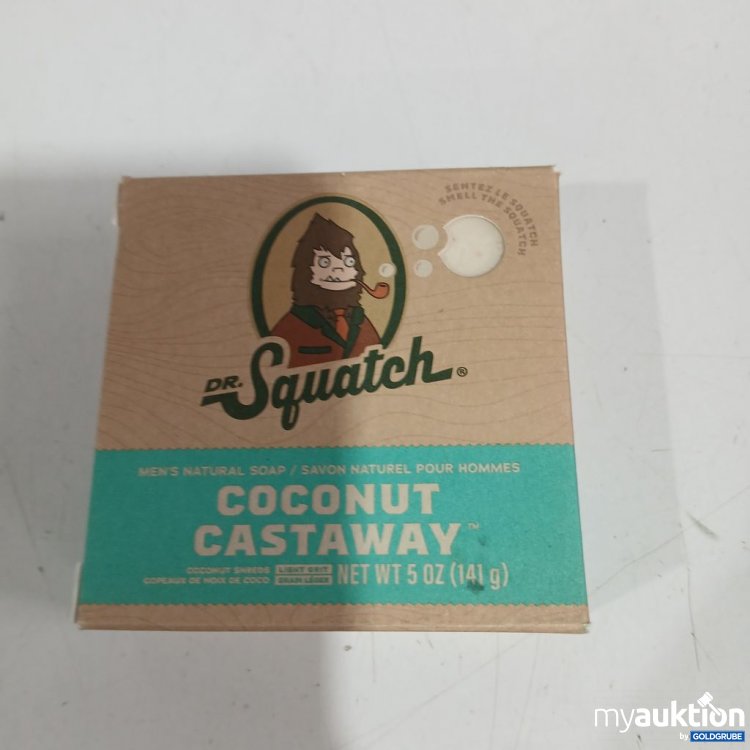 SENTEZ LE SQUATCH
SMELL THE SQUATCH
DR. Squatch®
MEN'S NATURAL SOAP / SAVON NATUREL POUR HOMMES
COCONUT
CASTAWAY™
COCONUT SHREDS LIGHT GRIT
COPEAUX DE NOIX DE COCO GRAIN LÉGER
NET WT 5 OZ (141 g)
myauktion
by GOLDGRUBE